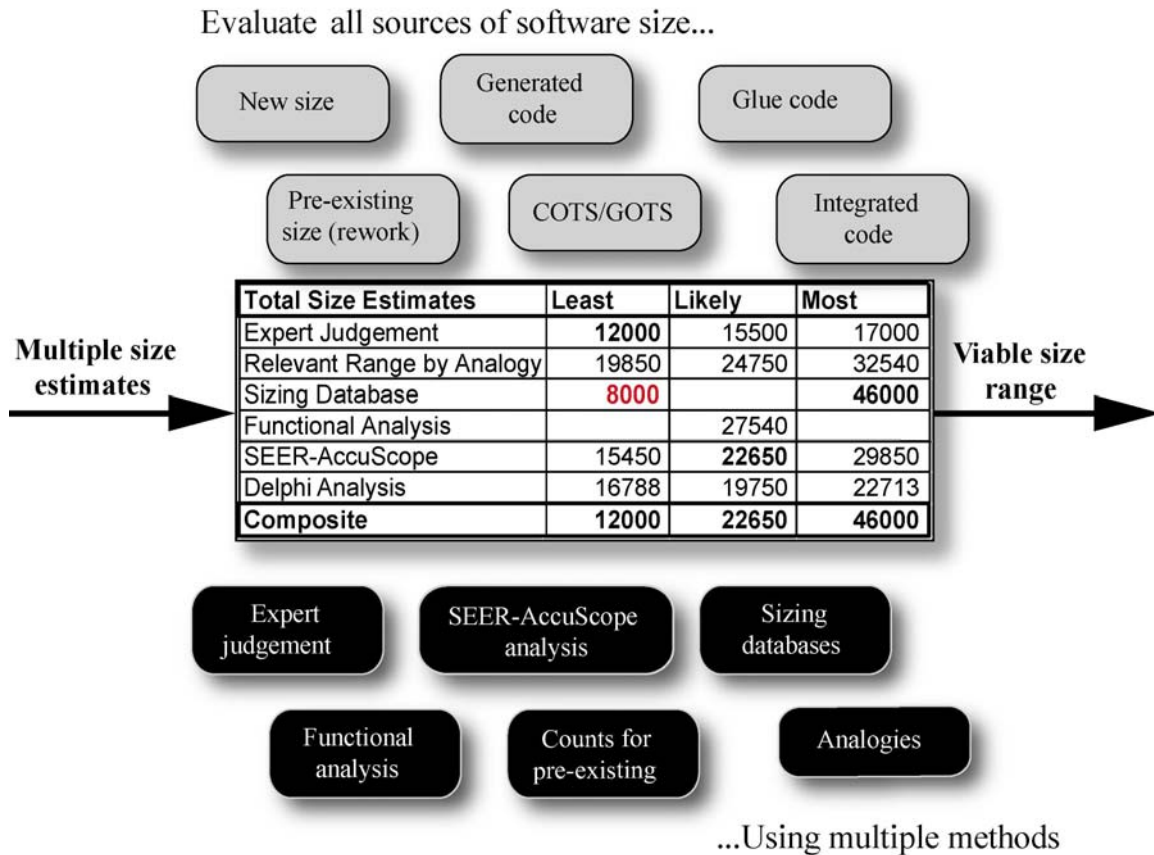 Evaluate all sources of software size...
New size
Generated
code
Glue code
Pre-existing
size (rework)
COTS/GOTS
Integrated
code
Multiple size
estimates
Total Size Estimates Least Likely Most
Expert Judgement 12000 15500 17000
Relevant Range by Analogy 19850 24750 32540
Sizing Database 8000 46000
Functional Analysis 27540
SEER-AccuScope 15450 22650 29850
Delphi Analysis 16788 19750 22713
Composite 12000 22650 46000
Viable size
range
Expert
judgement
SEER-AccuScope
analysis
Sizing
databases
Functional
analysis
Counts for
pre-existing
Analogies
...Using multiple methods